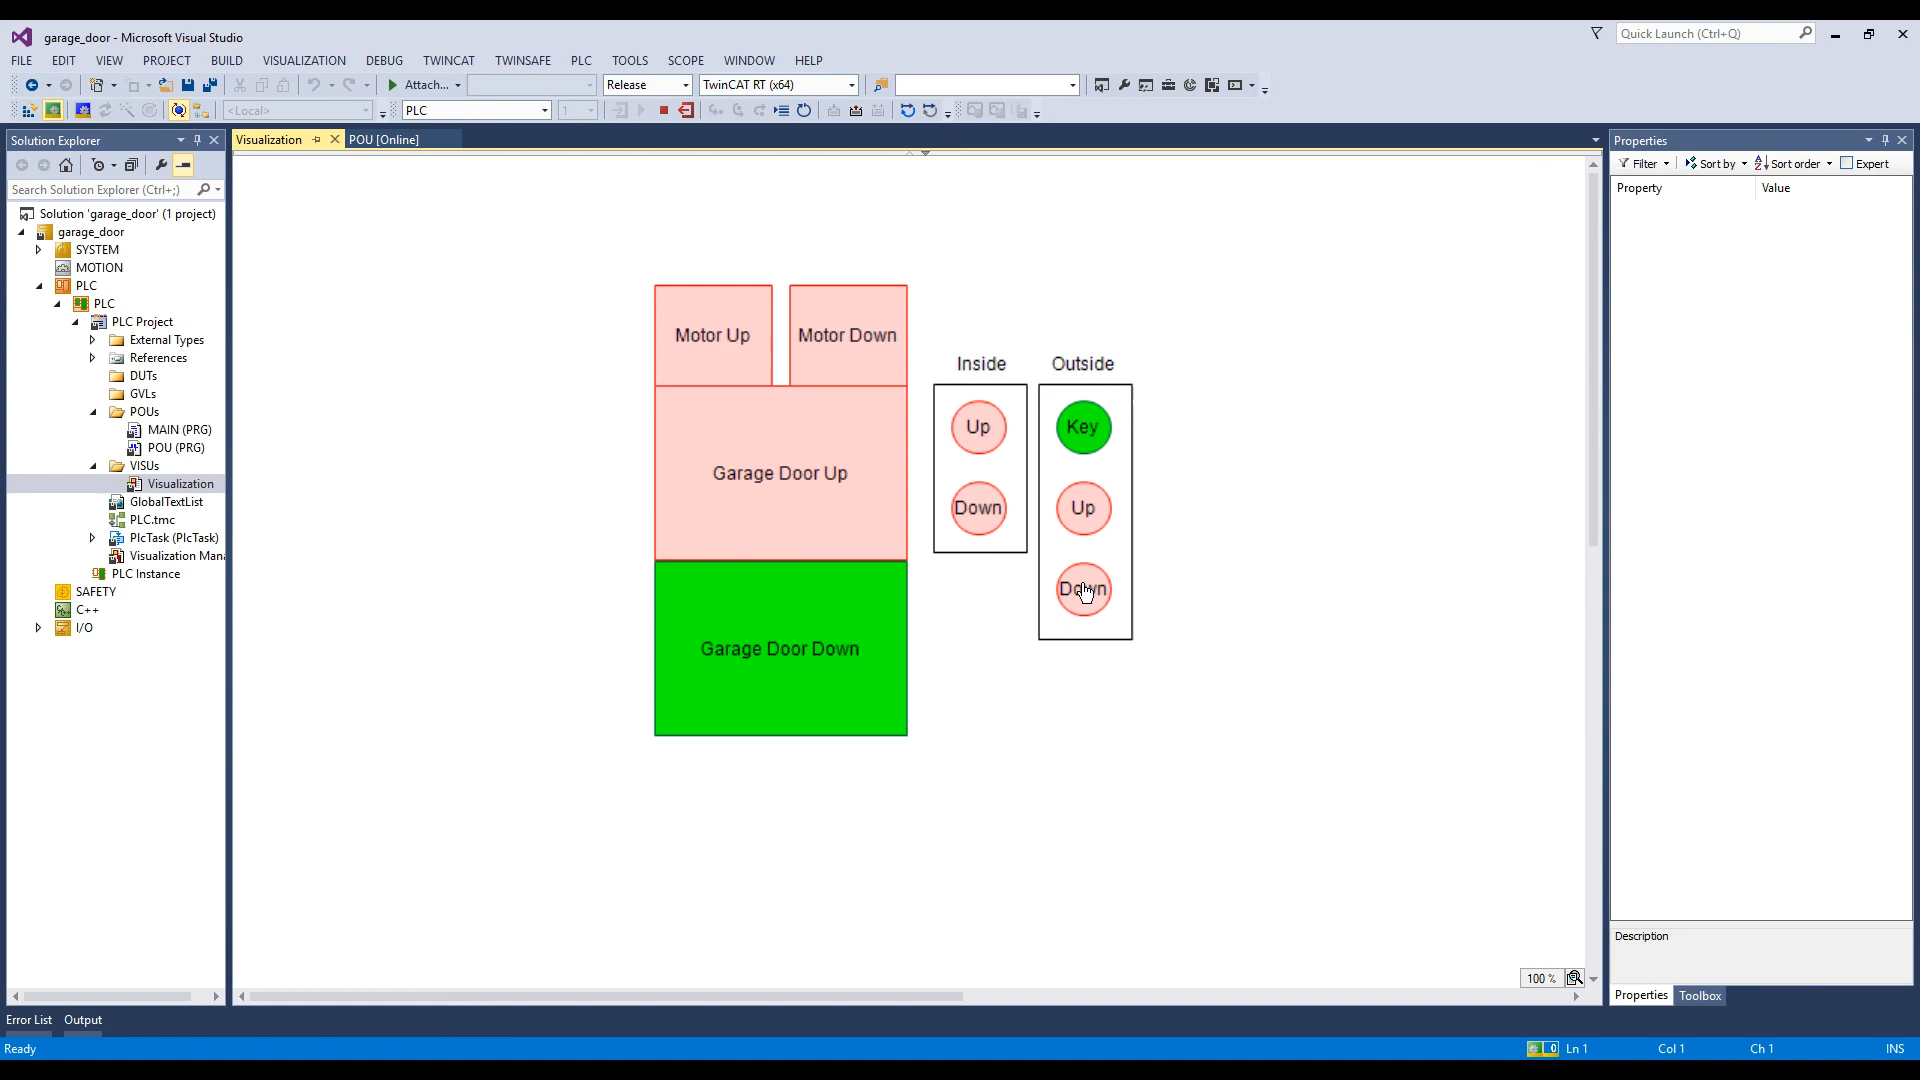 garage_door - Microsoft Visual Studio
Quick Launch (Ctrl+Q)
FILE EDIT VIEW PROJECT BUILD VISUALIZATION DEBUG TWINCAT TWINSAFE PLC TOOLS SCOPE WINDOW HELP
Attach... Release TwinCAT RT (x64)
<Local> PLC 1
Solution Explorer
Visualization POU [Online]
Properties
Search Solution Explorer (Ctrl+;)
Filter Sort by Sort order Expert
Property Value
Solution 'garage_door' (1 project)
garage_door
SYSTEM
MOTION
PLC
PLC
PLC Project
External Types
References
DUTs
GVLs
POUs
MAIN (PRG)
POU (PRG)
VISUs
Visualization
GlobalTextList
PLC.tmc
PlcTask (PlcTask)
Visualization Mana
PLC Instance
SAFETY
C++
I/O
Motor Up Motor Down
Inside Outside
Up Key
Garage Door Up
Down Up
Down
Garage Door Down
Description
100 %
Properties Toolbox
Error List Output
Ready 0 Ln 1 Col 1 Ch 1 INS